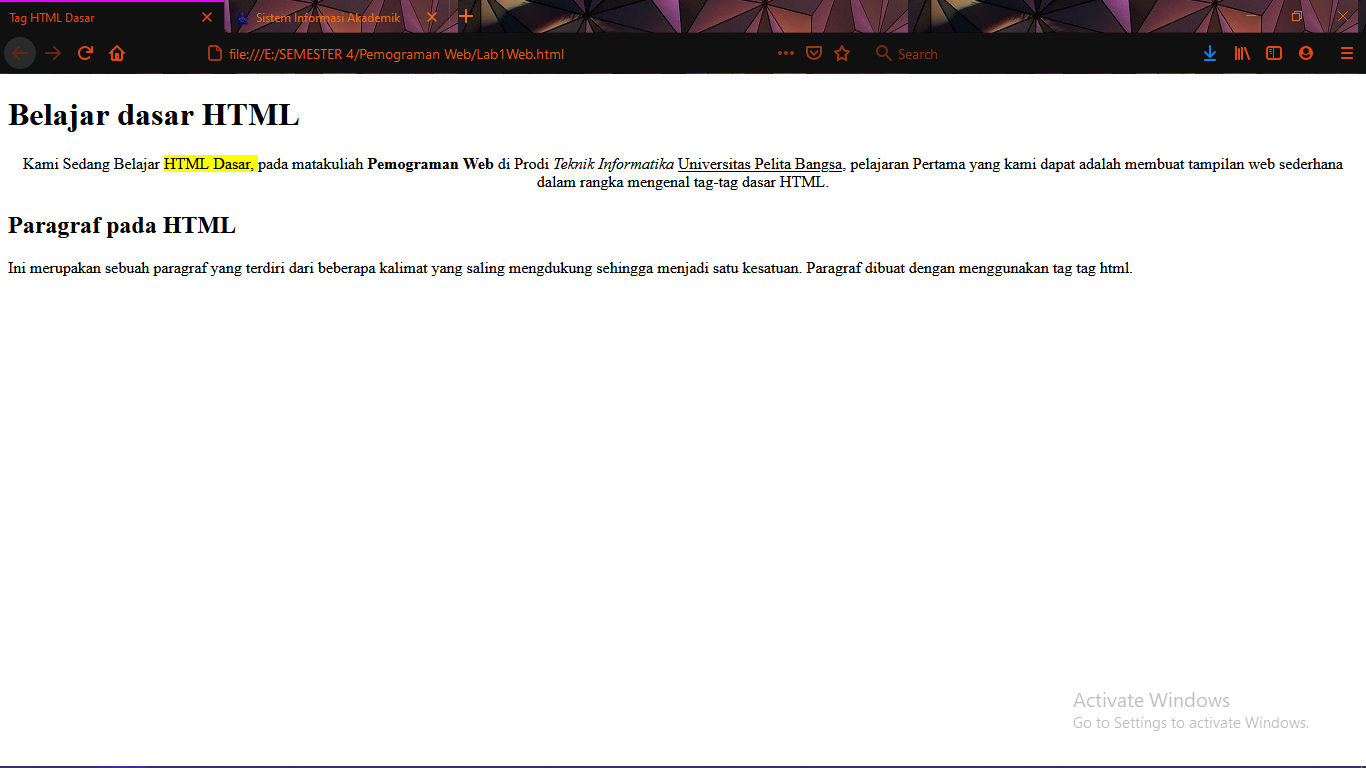 Tag HTML Dasar
Sistem Informasi Akademik
file:///E:/SEMESTER 4/Pemograman Web/Lab1Web.html
Search
Belajar dasar HTML
Kami Sedang Belajar HTML Dasar, pada matakuliah Pemograman Web di Prodi Teknik Informatika Universitas Pelita Bangsa, pelajaran Pertama yang kami dapat adalah membuat tampilan web sederhana
dalam rangka mengenal tag-tag dasar HTML.
Paragraf pada HTML
Ini merupakan sebuah paragraf yang terdiri dari beberapa kalimat yang saling mengdukung sehingga menjadi satu kesatuan. Paragraf dibuat dengan menggunakan tag tag html.
Activate Windows
Go to Settings to activate Windows.